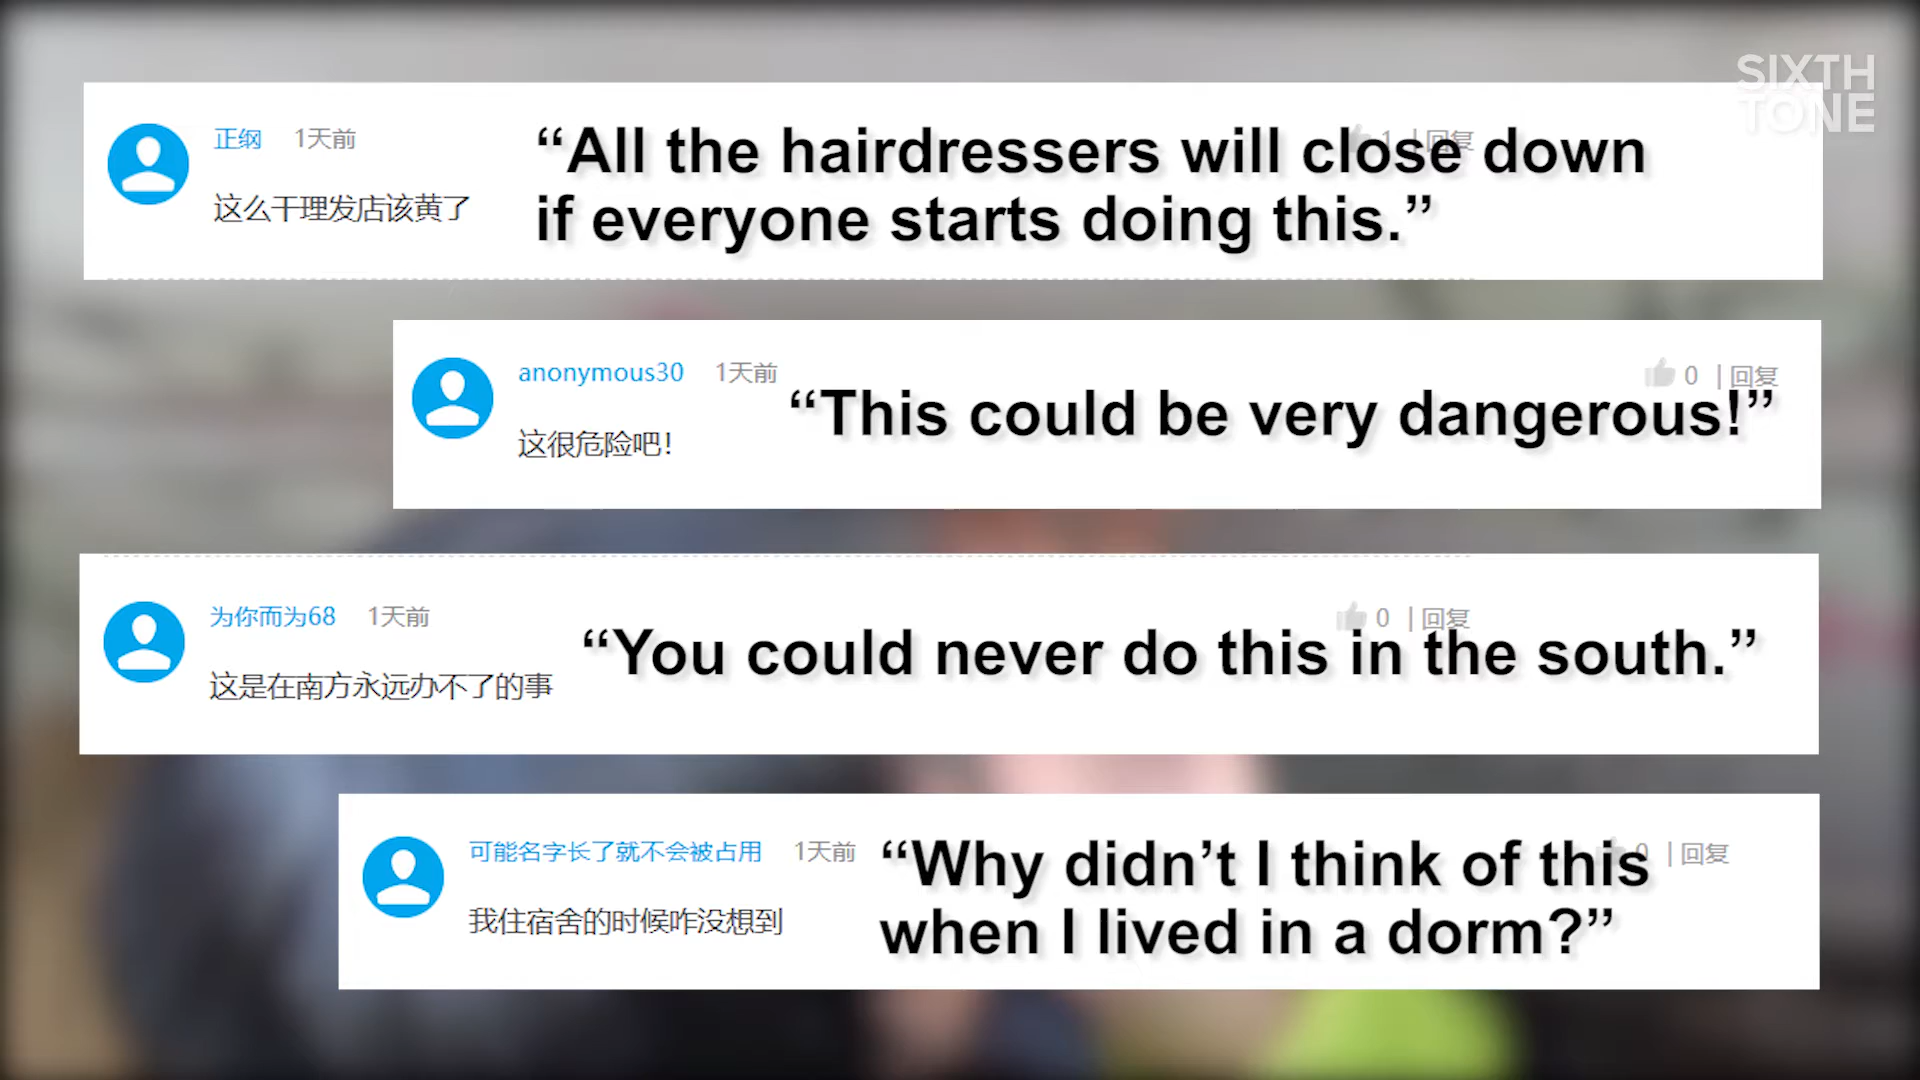 SIXTH
TONE
正纲 1天前
1 | 回复
这么干理发店该黄了
“All the hairdressers will close down
if everyone starts doing this.”
anonymous30 1天前
0 | 回复
这很危险吧！
“This could be very dangerous!”
为你而为68 1天前
0 | 回复
这是在南方永远办不了的事
“You could never do this in the south.”
可能名字长了就不会被占用 1天前
0 | 回复
我住宿舍的时候咋没想到
“Why didn’t I think of this
when I lived in a dorm?”